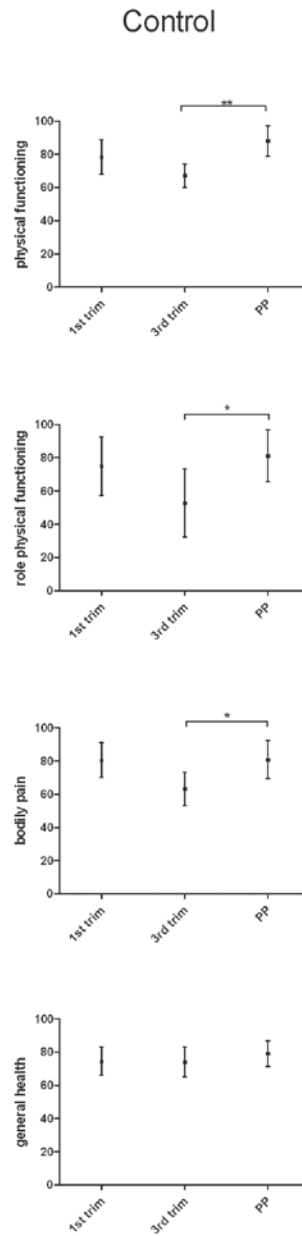 Control
**
100
80
60
40
20
0
physical functioning
1st trim
3rd trim
PP
*
100
80
60
40
20
0
role physical functioning
1st trim
3rd trim
PP
*
100
80
60
40
20
0
bodily pain
1st trim
3rd trim
PP
100
80
60
40
20
0
general health
1st trim
3rd trim
PP